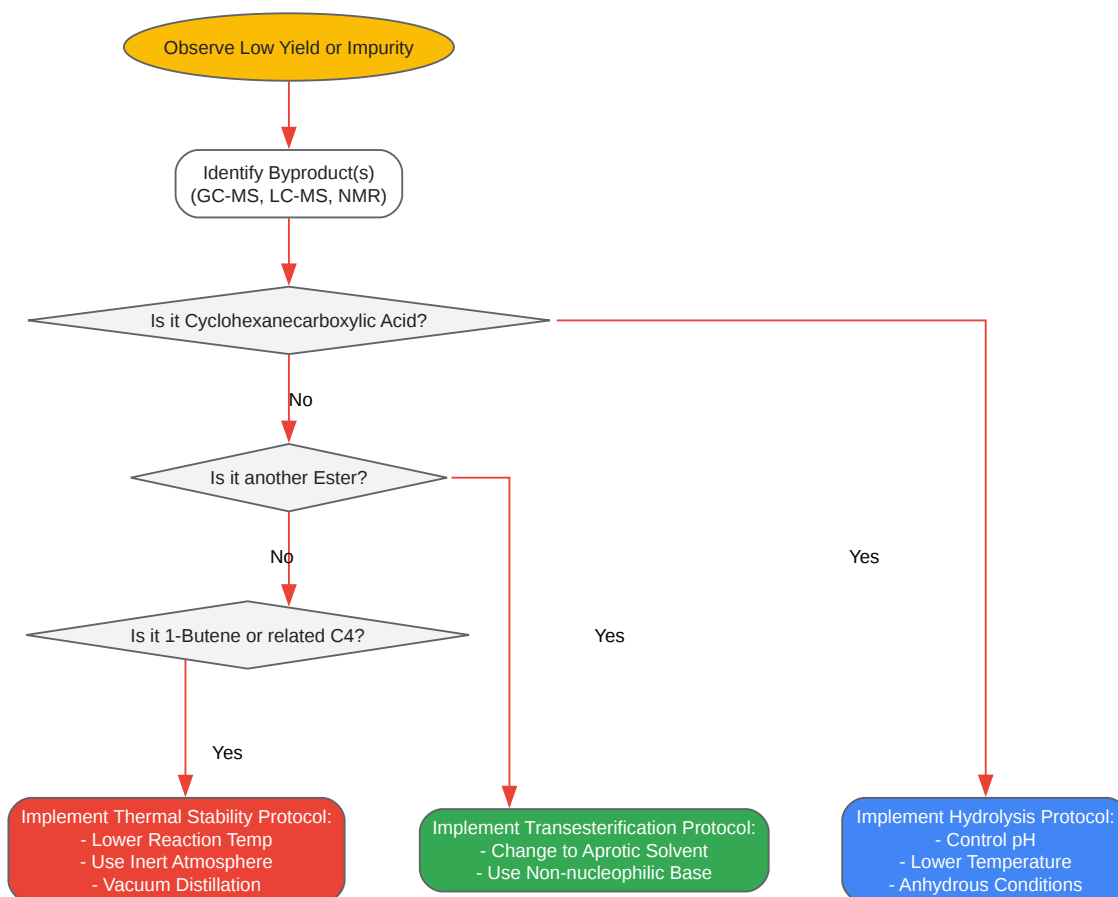 Observe Low Yield or Impurity
Identify Byproduct(s)
(GC-MS, LC-MS, NMR)
Is it Cyclohexanecarboxylic Acid?
No
Is it another Ester?
No
Yes
Is it 1-Butene or related C4?
Yes
Yes
Implement Thermal Stability Protocol:
- Lower Reaction Temp
- Use Inert Atmosphere
- Vacuum Distillation
Implement Transesterification Protocol:
- Change to Aprotic Solvent
- Use Non-nucleophilic Base
Implement Hydrolysis Protocol:
- Control pH
- Lower Temperature
- Anhydrous Conditions